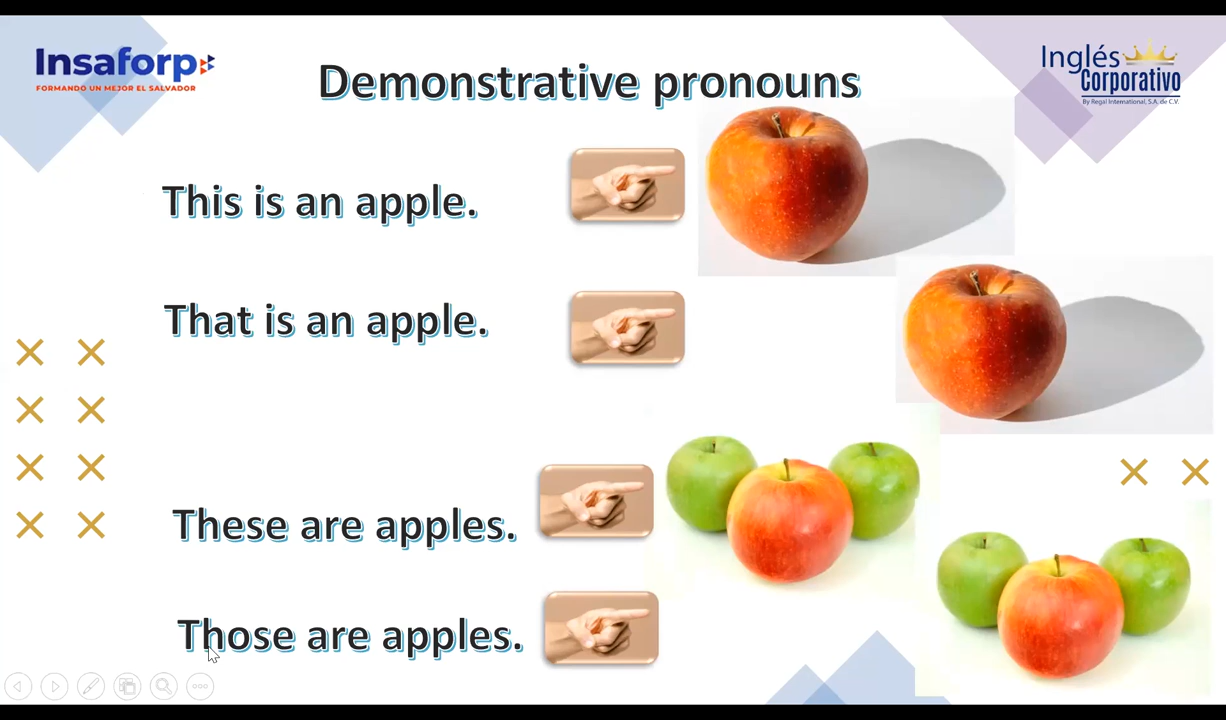 Insaforp
FORMANDO UN MEJOR EL SALVADOR
Demonstrative pronouns
Inglés
Corporativo
By Regal International, S.A. de C.V.
This is an apple.
That is an apple.
These are apples.
Those are apples.